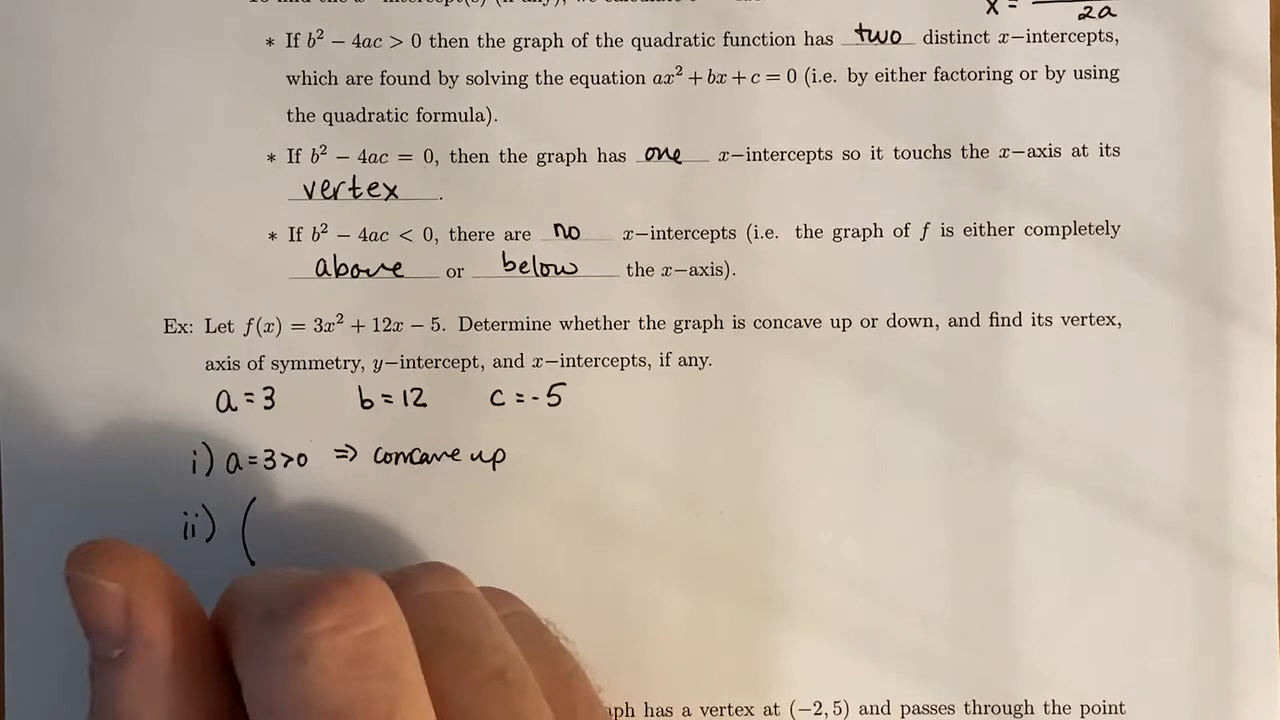 x = 2a
* If b² − 4ac > 0 then the graph of the quadratic function has two distinct x−intercepts,
which are found by solving the equation ax² + bx + c = 0 (i.e. by either factoring or by using
the quadratic formula).
* If b² − 4ac = 0, then the graph has one x−intercepts so it touchs the x−axis at its
vertex.
* If b² − 4ac < 0, there are no x−intercepts (i.e. the graph of f is either completely
above or below the x−axis).
Ex: Let f(x) = 3x² + 12x − 5. Determine whether the graph is concave up or down, and find its vertex,
axis of symmetry, y−intercept, and x−intercepts, if any.
a = 3 b = 12 c = -5
i) a = 3 > 0 ⇒ concave up
ii) (
aph has a vertex at (−2, 5) and passes through the point